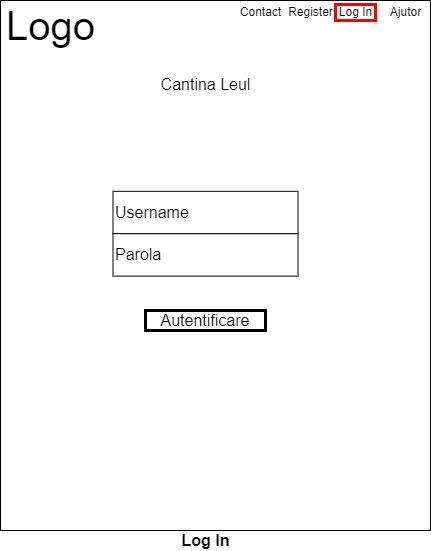 Logo
Contact Register Log In Ajutor
Cantina Leul
Username
Parola
Autentificare
Log In